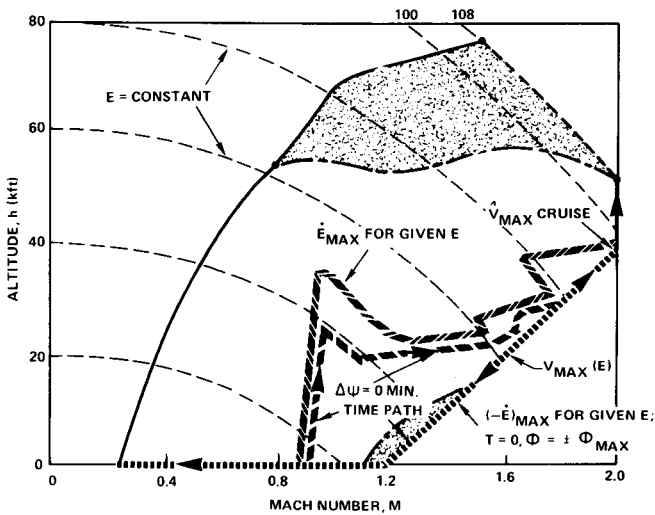 100 108
80
E = CONSTANT
60
V̂MAX CRUISE
ĖMAX FOR GIVEN E
ALTITUDE, h (kft)
40
20
ΔΨ = 0 MIN.
TIME PATH
VMAX (E)
(-Ė)MAX FOR GIVEN E;
T = 0, Φ = ± ΦMAX
0
0 0.4 0.8 1.2 1.6 2.0
MACH NUMBER, M